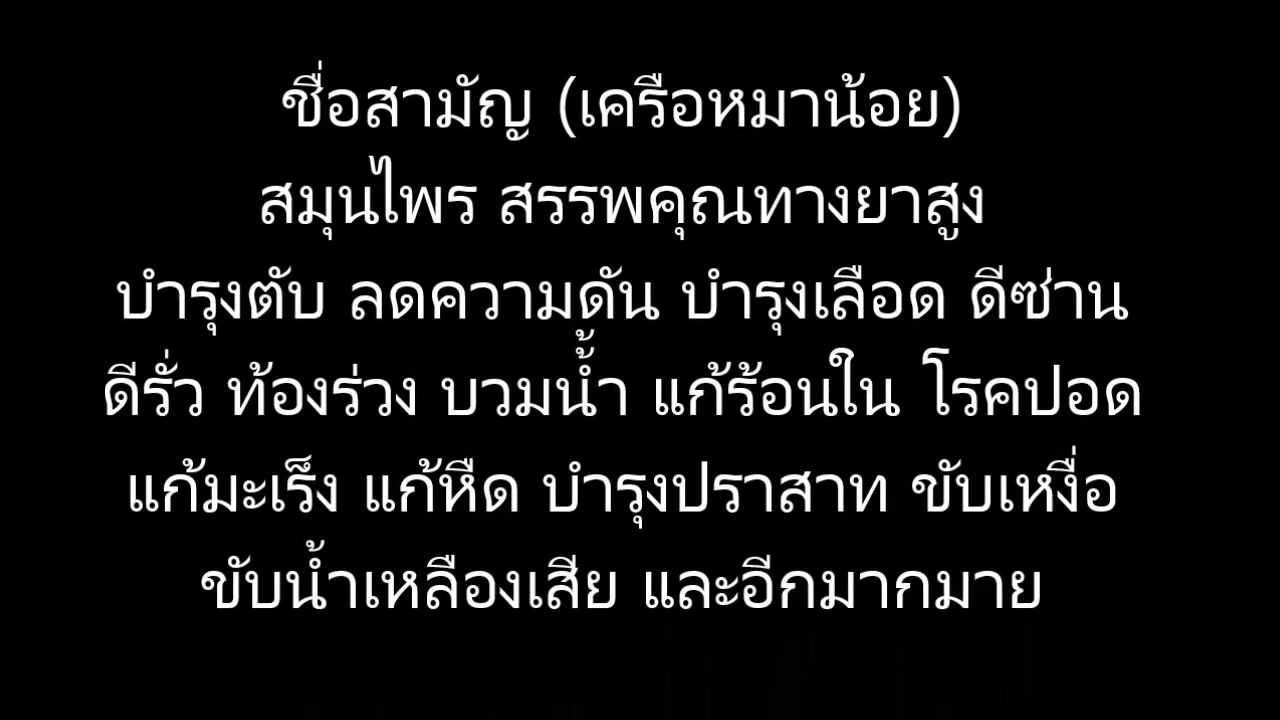 ชื่อสามัญ (เครือหมาน้อย)
สมุนไพร สรรพคุณทางยาสูง
บำรุงตับ ลดความดัน บำรุงเลือด ดีซ่าน
ดีรั่ว ท้องร่วง บวมน้ำ้ แก้ร้อนใน โรคปอด
แก้มะเร็ง แก้หืด บำรุงปราสาท ขับเหงื่อ
ขับน้ำเหลืองเสีย และอีกมากมาย